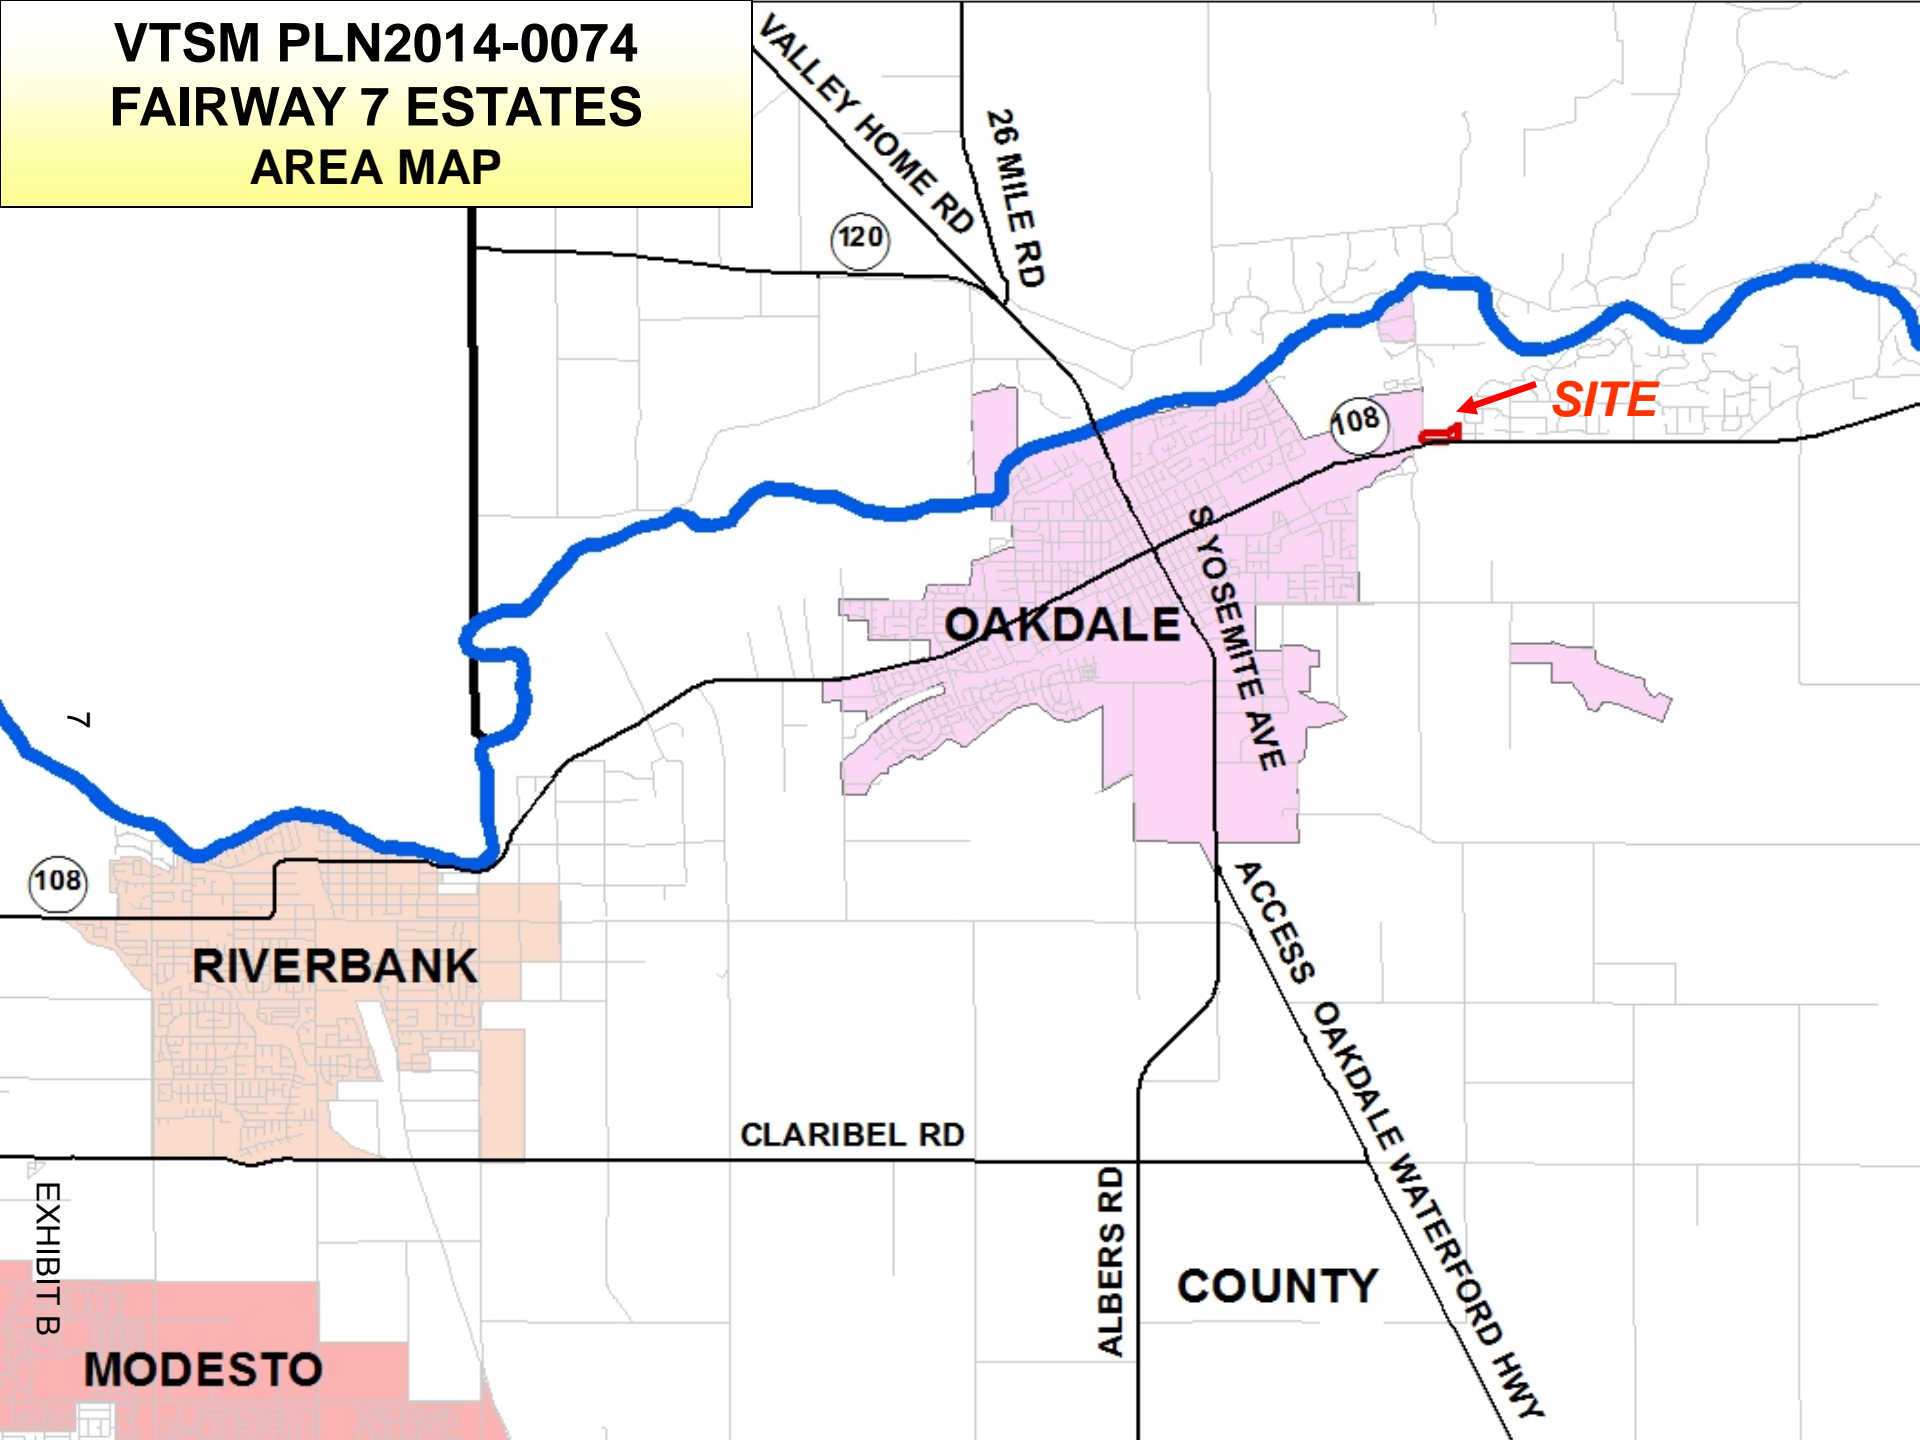 VTSM PLN2014-0074
FAIRWAY 7 ESTATES
AREA MAP
VALLEY HOME RD
26 MILE RD
120
SITE
108
S YOSEMITE AVE
OAKDALE
7
108
RIVERBANK
ACCESS OAKDALE WATERFORD HWY
CLARIBEL RD
ALBERS RD
EXHIBIT B
COUNTY
MODESTO